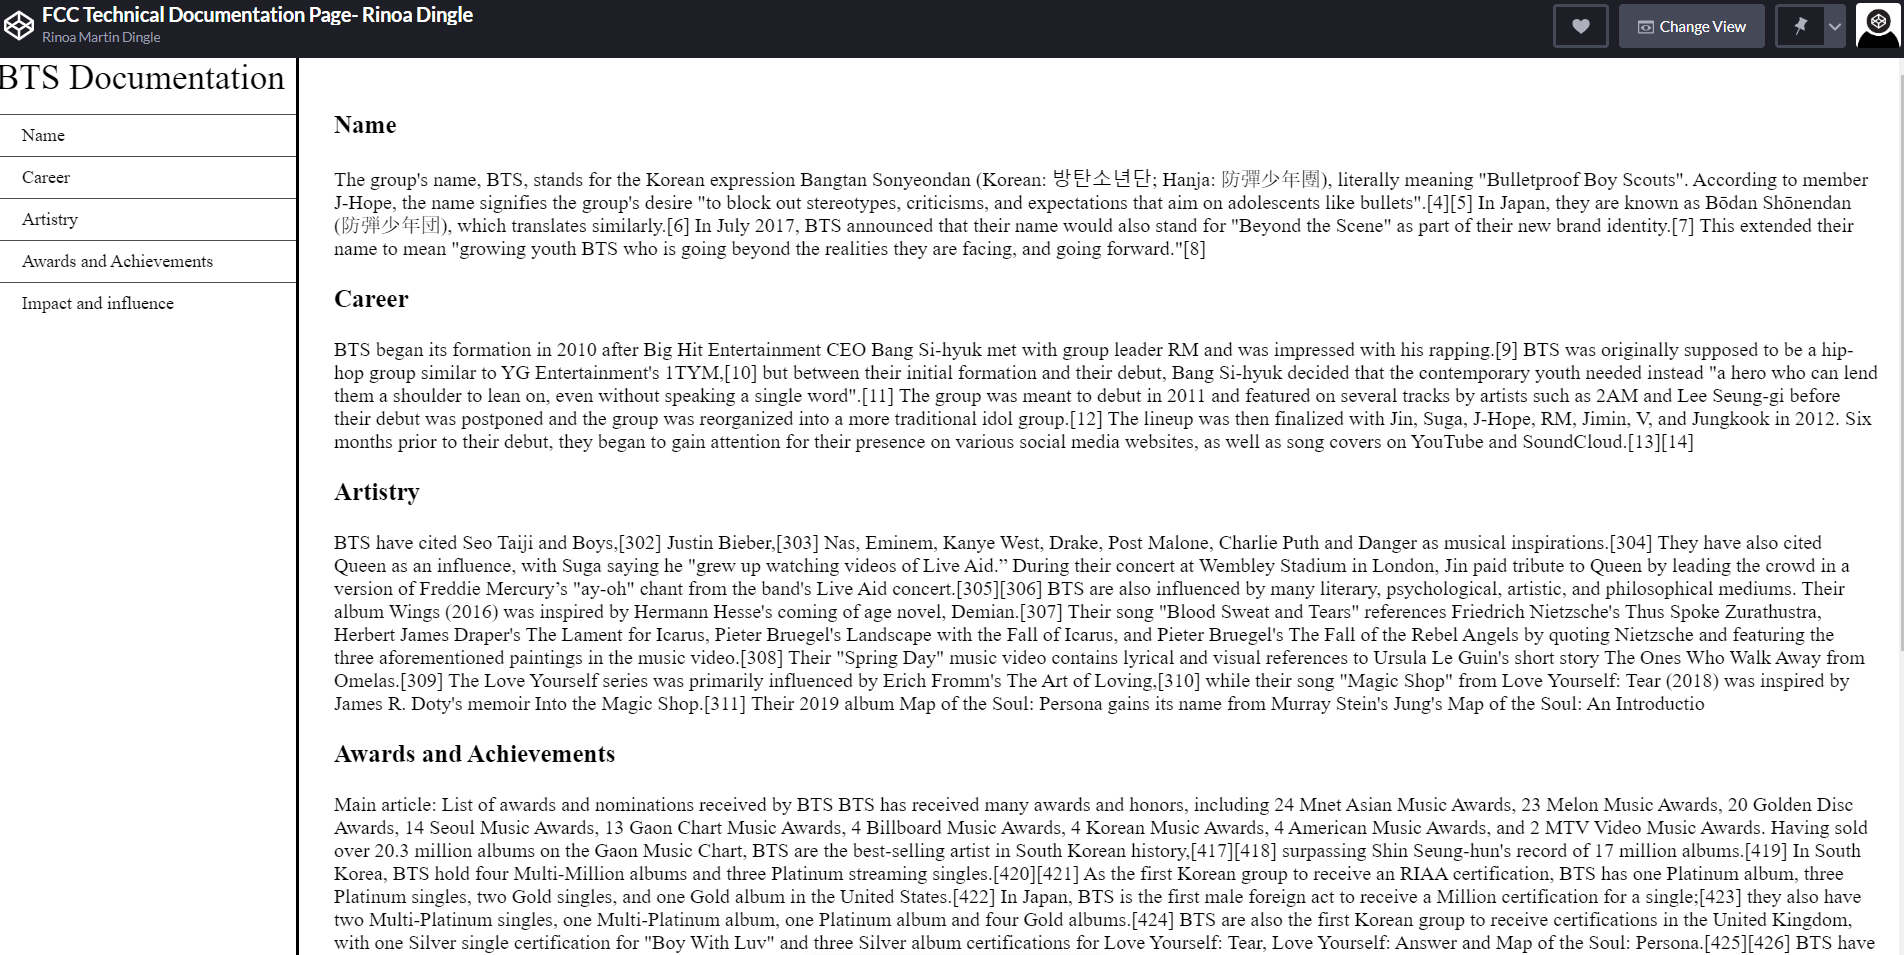 FCC Technical Documentation Page- Rinoa Dingle
Rinoa Martin Dingle
Change View
BTS Documentation
Name
Career
Artistry
Awards and Achievements
Impact and influence
Name
The group's name, BTS, stands for the Korean expression Bangtan Sonyeondan (Korean: 방탄소년단; Hanja: 防彈少年團), literally meaning "Bulletproof Boy Scouts". According to member
J-Hope, the name signifies the group's desire "to block out stereotypes, criticisms, and expectations that aim on adolescents like bullets".[4][5] In Japan, they are known as Bōdan Shōnendan
(防弾少年団), which translates similarly.[6] In July 2017, BTS announced that their name would also stand for "Beyond the Scene" as part of their new brand identity.[7] This extended their
name to mean "growing youth BTS who is going beyond the realities they are facing, and going forward."[8]
Career
BTS began its formation in 2010 after Big Hit Entertainment CEO Bang Si-hyuk met with group leader RM and was impressed with his rapping.[9] BTS was originally supposed to be a hip-
hop group similar to YG Entertainment's 1TYM,[10] but between their initial formation and their debut, Bang Si-hyuk decided that the contemporary youth needed instead "a hero who can lend
them a shoulder to lean on, even without speaking a single word".[11] The group was meant to debut in 2011 and featured on several tracks by artists such as 2AM and Lee Seung-gi before
their debut was postponed and the group was reorganized into a more traditional idol group.[12] The lineup was then finalized with Jin, Suga, J-Hope, RM, Jimin, V, and Jungkook in 2012. Six
months prior to their debut, they began to gain attention for their presence on various social media websites, as well as song covers on YouTube and SoundCloud.[13][14]
Artistry
BTS have cited Seo Taiji and Boys,[302] Justin Bieber,[303] Nas, Eminem, Kanye West, Drake, Post Malone, Charlie Puth and Danger as musical inspirations.[304] They have also cited
Queen as an influence, with Suga saying he "grew up watching videos of Live Aid.” During their concert at Wembley Stadium in London, Jin paid tribute to Queen by leading the crowd in a
version of Freddie Mercury’s "ay-oh" chant from the band's Live Aid concert.[305][306] BTS are also influenced by many literary, psychological, artistic, and philosophical mediums. Their
album Wings (2016) was inspired by Hermann Hesse's coming of age novel, Demian.[307] Their song "Blood Sweat and Tears" references Friedrich Nietzsche's Thus Spoke Zurathustra,
Herbert James Draper's The Lament for Icarus, Pieter Bruegel's Landscape with the Fall of Icarus, and Pieter Bruegel's The Fall of the Rebel Angels by quoting Nietzsche and featuring the
three aforementioned paintings in the music video.[308] Their "Spring Day" music video contains lyrical and visual references to Ursula Le Guin's short story The Ones Who Walk Away from
Omelas.[309] The Love Yourself series was primarily influenced by Erich Fromm's The Art of Loving,[310] while their song "Magic Shop" from Love Yourself: Tear (2018) was inspired by
James R. Doty's memoir Into the Magic Shop.[311] Their 2019 album Map of the Soul: Persona gains its name from Murray Stein's Jung's Map of the Soul: An Introductio
Awards and Achievements
Main article: List of awards and nominations received by BTS BTS has received many awards and honors, including 24 Mnet Asian Music Awards, 23 Melon Music Awards, 20 Golden Disc
Awards, 14 Seoul Music Awards, 13 Gaon Chart Music Awards, 4 Billboard Music Awards, 4 Korean Music Awards, 4 American Music Awards, and 2 MTV Video Music Awards. Having sold
over 20.3 million albums on the Gaon Music Chart, BTS are the best-selling artist in South Korean history,[417][418] surpassing Shin Seung-hun's record of 17 million albums.[419] In South
Korea, BTS hold four Multi-Million albums and three Platinum streaming singles.[420][421] As the first Korean group to receive an RIAA certification, BTS has one Platinum album, three
Platinum singles, two Gold singles, and one Gold album in the United States.[422] In Japan, BTS is the first male foreign act to receive a Million certification for a single;[423] they also have
two Multi-Platinum singles, one Multi-Platinum album, one Platinum album and four Gold albums.[424] BTS are also the first Korean group to receive certifications in the United Kingdom,
with one Silver single certification for "Boy With Luv" and three Silver album certifications for Love Yourself: Tear, Love Yourself: Answer and Map of the Soul: Persona.[425][426] BTS have